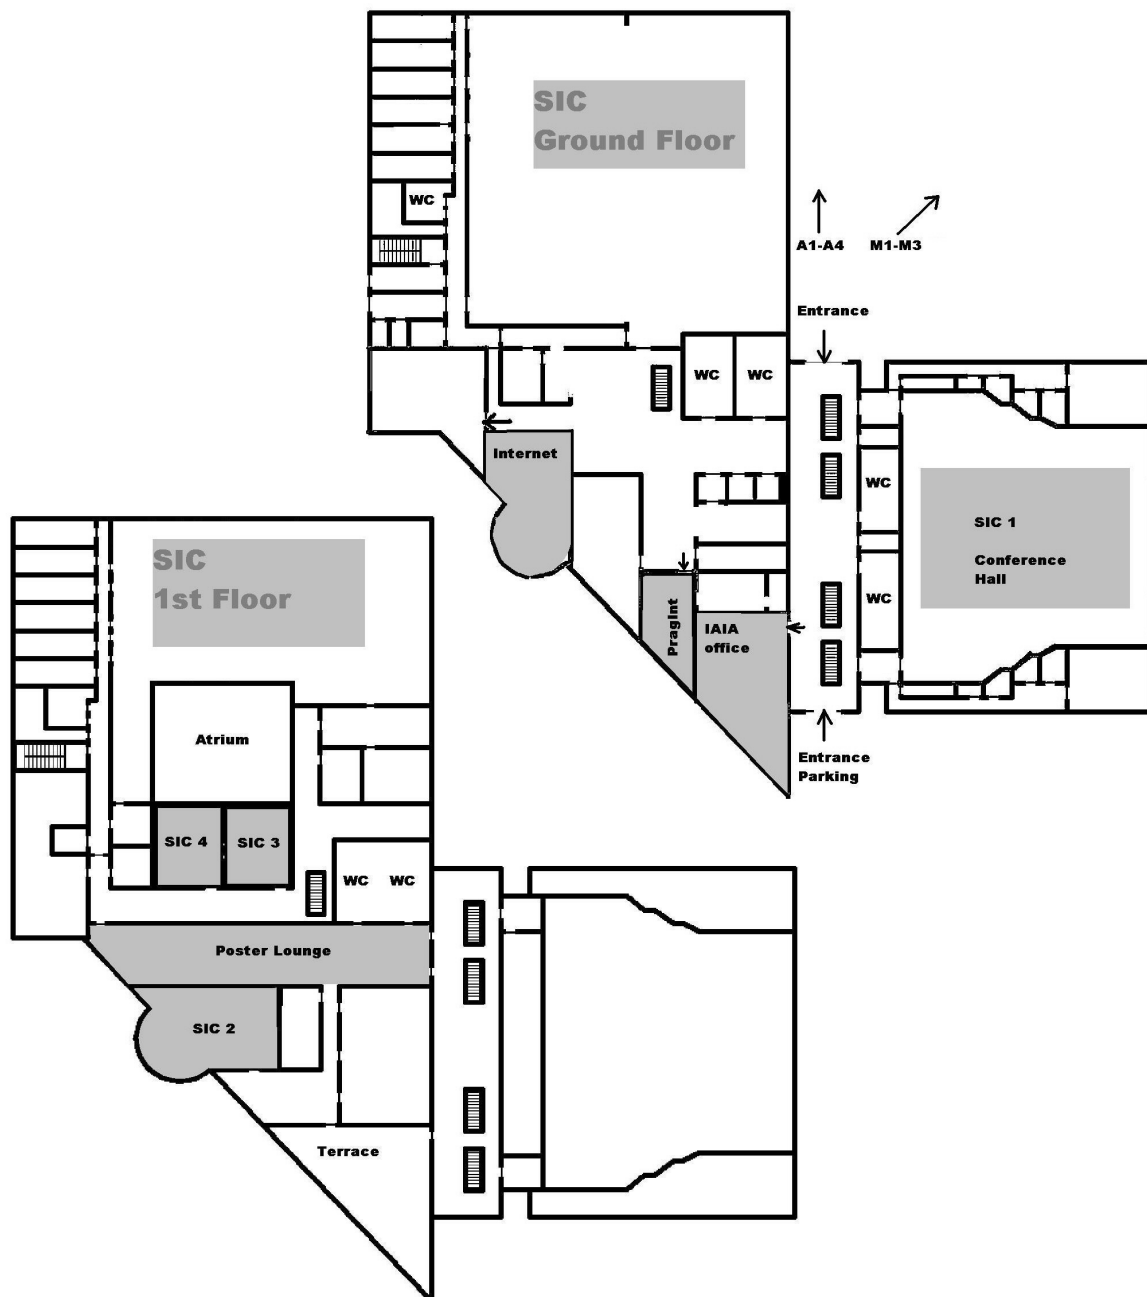 SIC
Ground Floor
WC
A1-A4
M1-M3
Entrance
WC
WC
Internet
WC
SIC 1
Conference
Hall
WC
PragInt
IAIA
office
Entrance
Parking
SIC
1st Floor
Atrium
SIC 4
SIC 3
WC
WC
Poster Lounge
SIC 2
Terrace